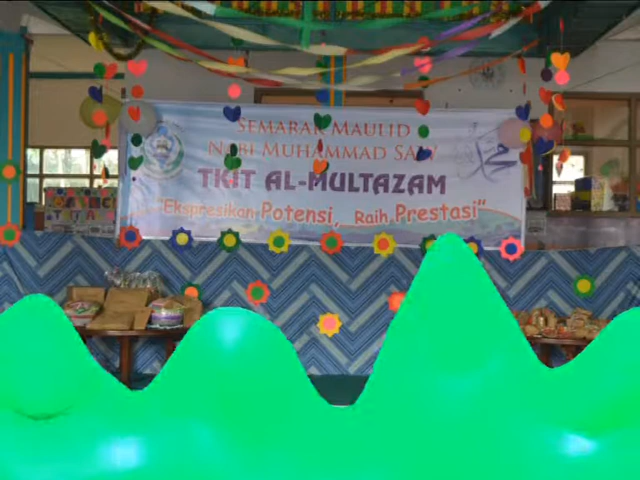 SEMARAK MAULID
NABI MUHAMMAD SAW
TKIT AL-MULTAZAM
"Ekspresikan Potensi, Raih Prestasi"